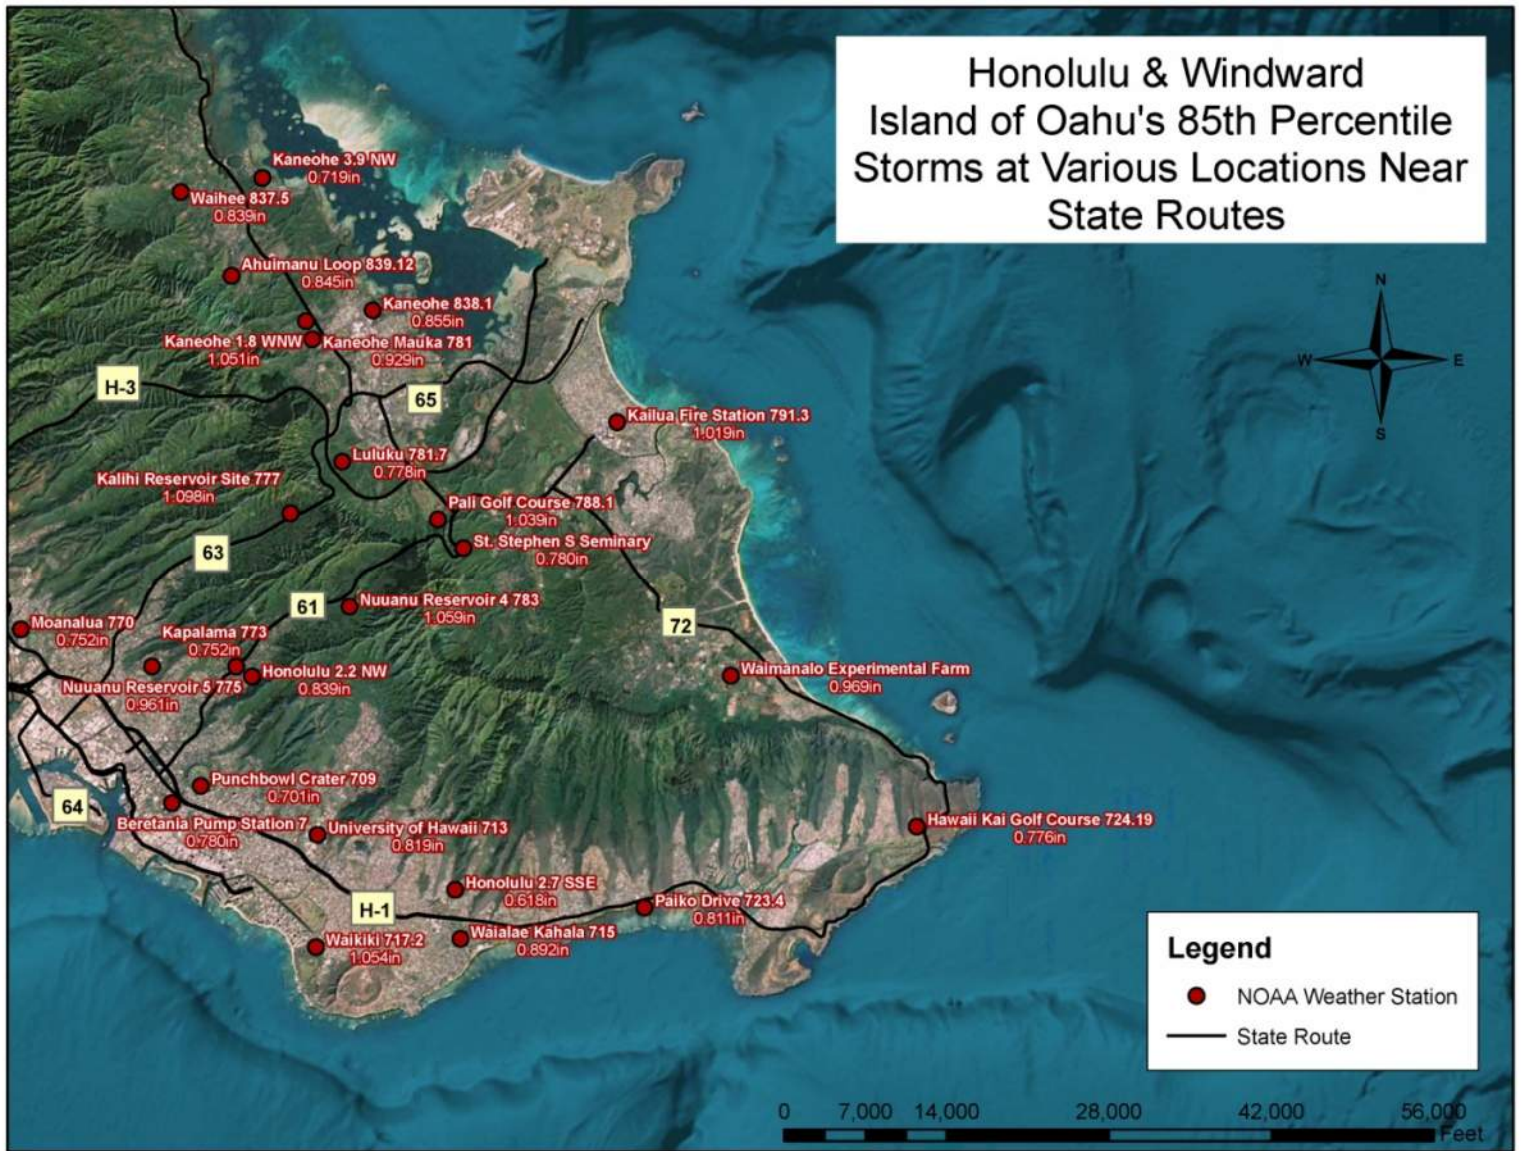 Honolulu & Windward
Island of Oahu's 85th Percentile
Storms at Various Locations Near
State Routes
Kaneohe 3.9 NW
0.719in
Waihee 837.5
0.839in
Ahuimanu Loop 839.12
0.845in
Kaneohe 838.1
0.855in
Kaneohe 1.8 WNW
1.051in
Kaneohe Mauka 781
0.929in
N
W
E
S
H-3
65
Kailua Fire Station 791.3
1.019in
Luluku 781.7
0.778in
Kalihi Reservoir Site 777
1.098in
Pali Golf Course 788.1
1.039in
St. Stephen S Seminary
0.780in
63
61
Nuuanu Reservoir 4 783
1.059in
72
Moanalua 770
0.752in
Kapalama 773
0.752in
Honolulu 2.2 NW
0.839in
Nuuanu Reservoir 5 775
0.961in
Waimanalo Experimental Farm
0.969in
Punchbowl Crater 709
0.701in
64
Beretania Pump Station 7
0.780in
University of Hawaii 713
0.819in
Hawaii Kai Golf Course 724.19
0.776in
Honolulu 2.7 SSE
0.618in
H-1
Paiko Drive 723.4
0.811in
Waikiki 717.2
1.054in
Waialae Kahala 715
0.892in
Legend
NOAA Weather Station
State Route
0 7,000 14,000 28,000 42,000 56,000
Feet